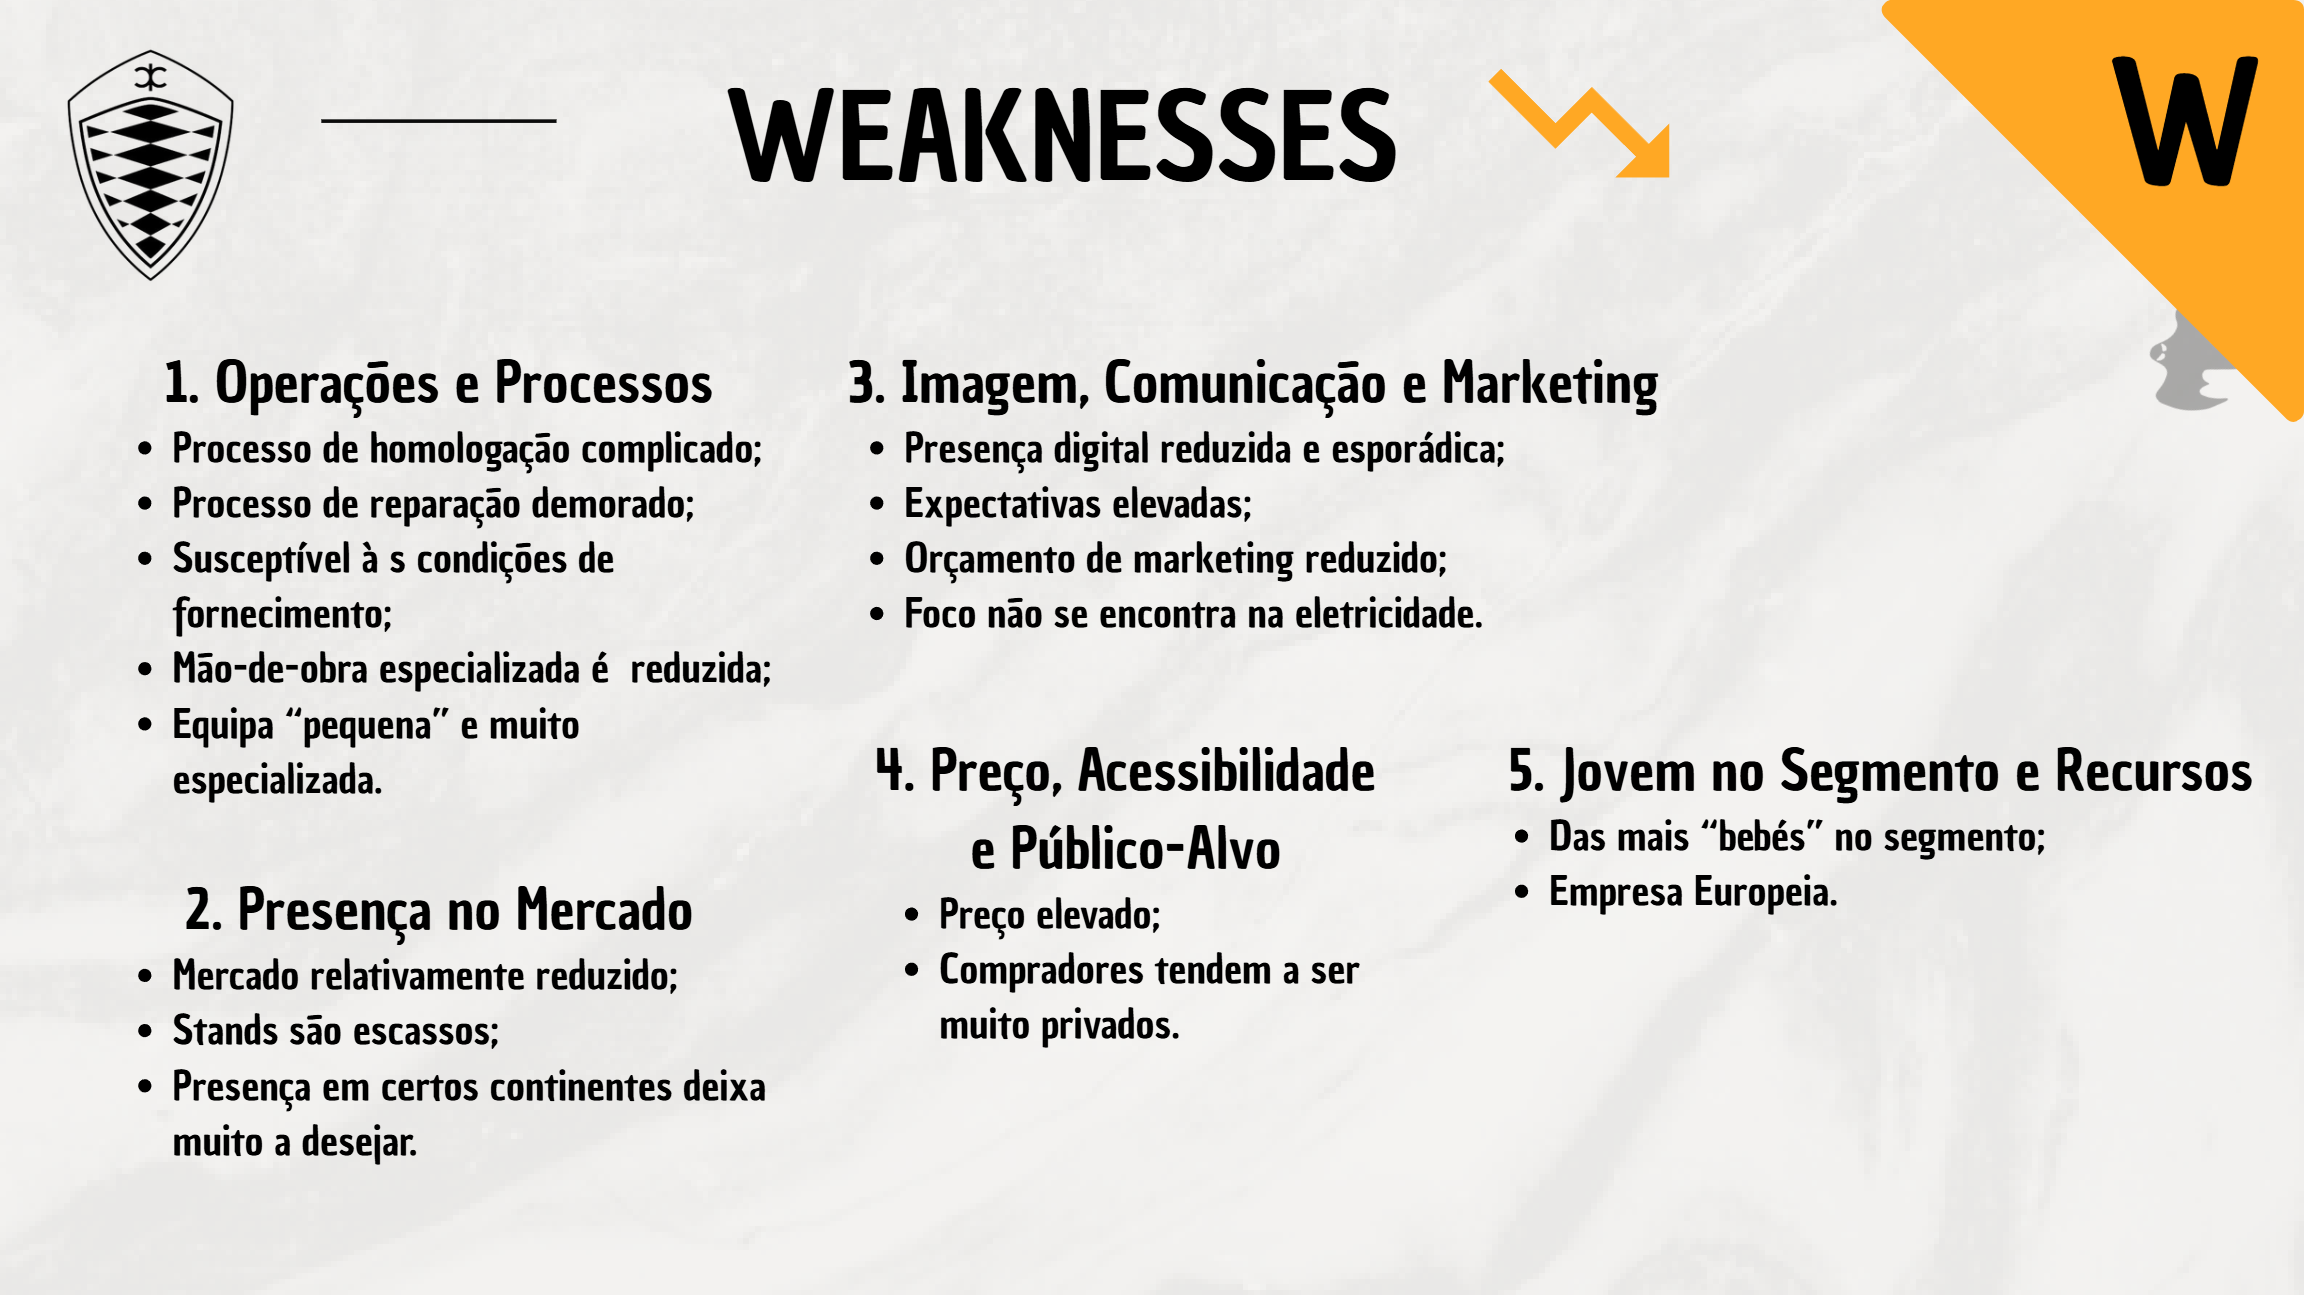 WEAKNESSES
W
1. Operações e Processos
• Processo de homologação complicado;
• Processo de reparação demorado;
• Susceptível à s condições de
fornecimento;
• Mão-de-obra especializada é  reduzida;
• Equipa “pequena” e muito
especializada.
2. Presença no Mercado
• Mercado relativamente reduzido;
• Stands são escassos;
• Presença em certos continentes deixa
muito a desejar.
3. Imagem, Comunicação e Marketing
• Presença digital reduzida e esporádica;
• Expectativas elevadas;
• Orçamento de marketing reduzido;
• Foco não se encontra na eletricidade.
4. Preço, Acessibilidade
e Público-Alvo
• Preço elevado;
• Compradores tendem a ser
muito privados.
5. Jovem no Segmento e Recursos
• Das mais “bebés” no segmento;
• Empresa Europeia.